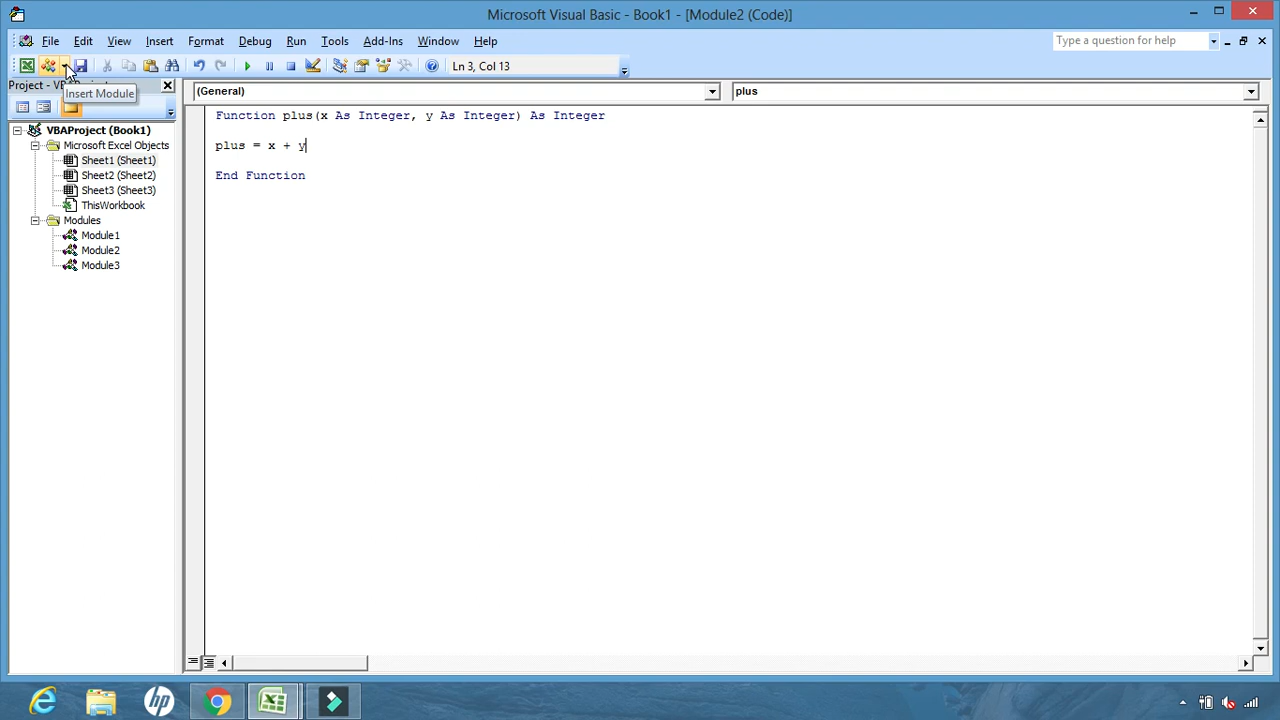 Microsoft Visual Basic - Book1 - [Module2 (Code)]
File Edit View Insert Format Debug Run Tools Add-Ins Window Help
Type a question for help
Ln 3, Col 13
Insert Module
(General)
plus
VBAProject (Book1)
Microsoft Excel Objects
Sheet1 (Sheet1)
Sheet2 (Sheet2)
Sheet3 (Sheet3)
ThisWorkbook
Modules
Module1
Module2
Module3
Function plus(x As Integer, y As Integer) As Integer
plus = x + y
End Function
hp